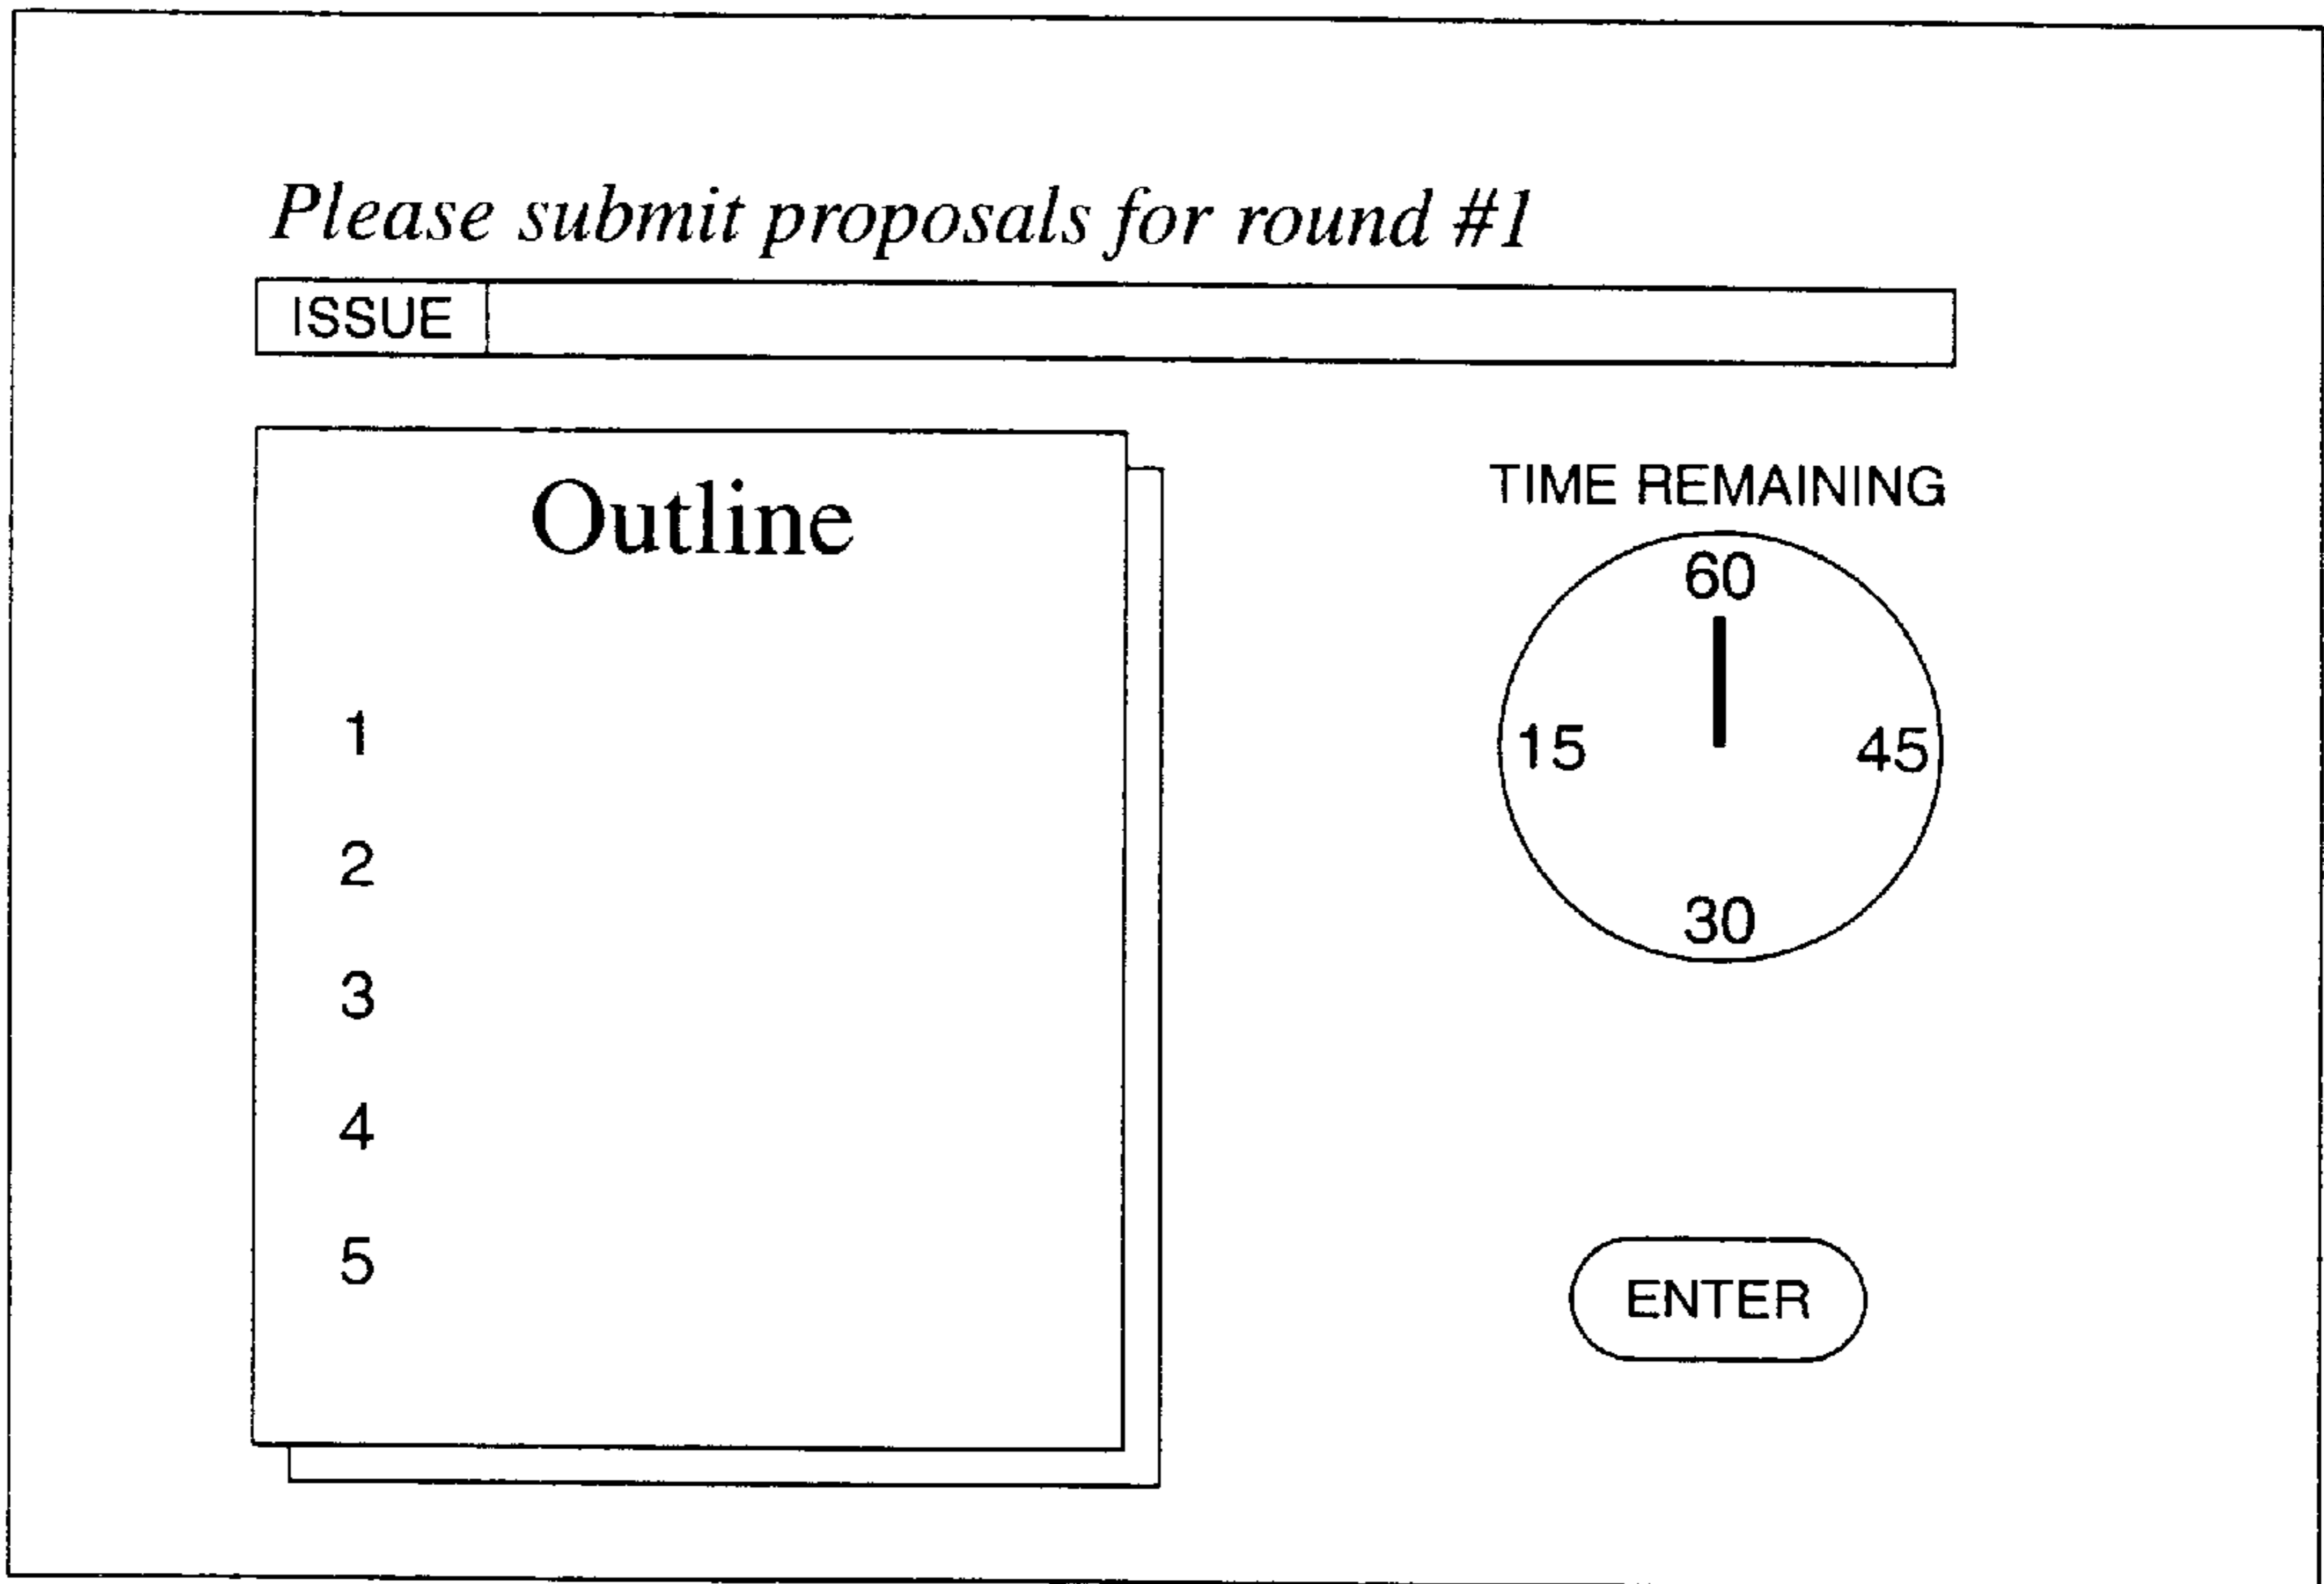 Please submit proposals for round #1
ISSUE
Outline
1
2
3
4
5
TIME REMAINING
60
15
45
30
ENTER